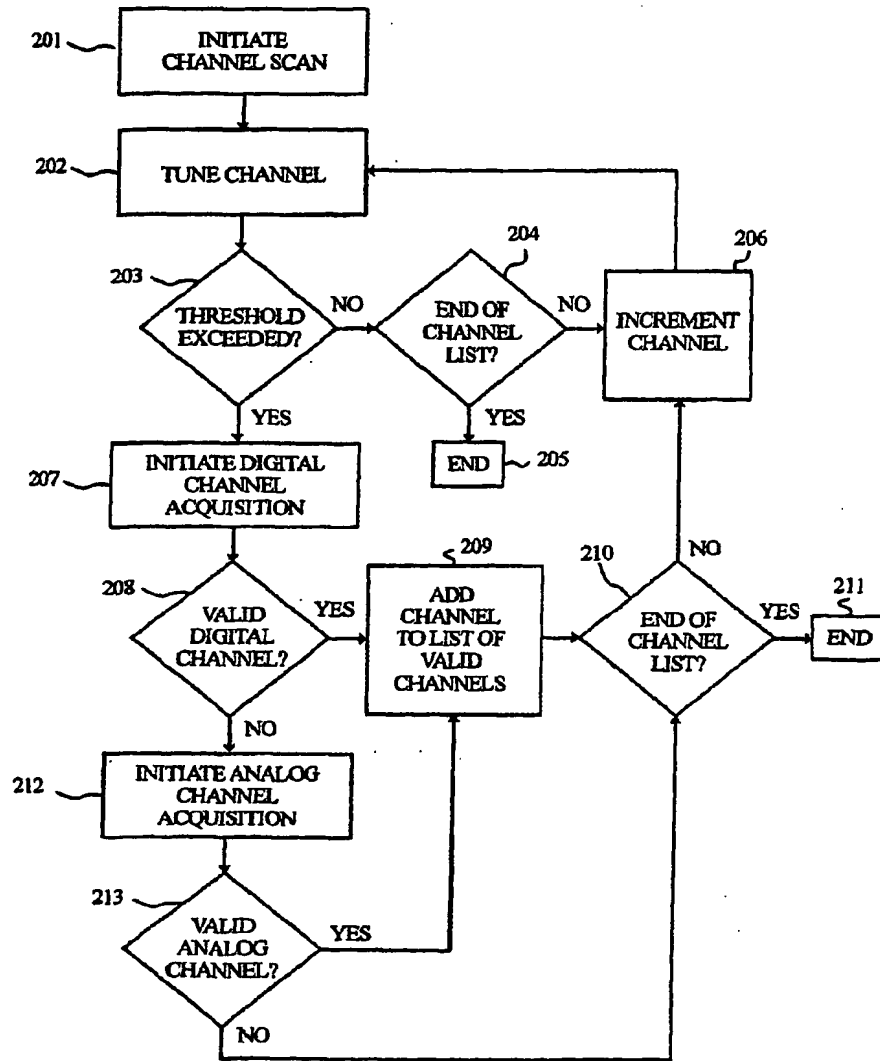 201
INITIATE
CHANNEL SCAN
202
TUNE CHANNEL
203
THRESHOLD
EXCEEDED?
NO
YES
204
END OF
CHANNEL
LIST?
NO
YES
END
205
206
INCREMENT
CHANNEL
207
INITIATE DIGITAL
CHANNEL
ACQUISITION
208
VALID
DIGITAL
CHANNEL?
YES
NO
209
ADD
CHANNEL
TO LIST OF
VALID
CHANNELS
210
END OF
CHANNEL
LIST?
NO
YES
211
END
212
INITIATE ANALOG
CHANNEL
ACQUISITION
213
VALID
ANALOG
CHANNEL?
YES
NO